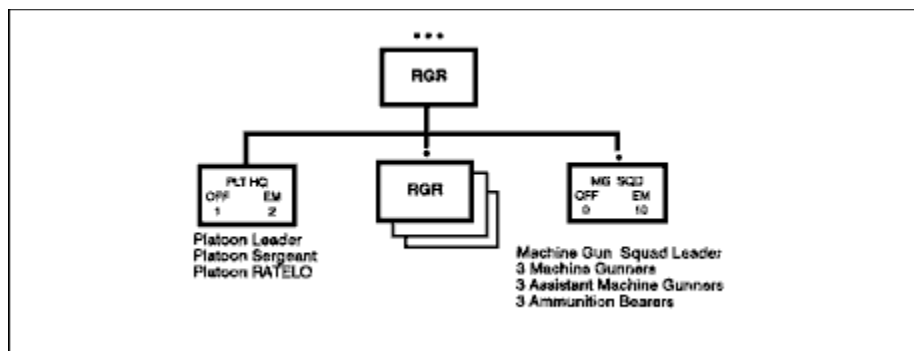 RGR
PLT HQ
OFF EM
1 2
Platoon Leader
Platoon Sergeant
Platoon RATELO
RGR
MG SQD
OFF EM
0 10
Machine Gun Squad Leader
3 Machine Gunners
3 Assistant Machine Gunners
3 Ammunition Bearers